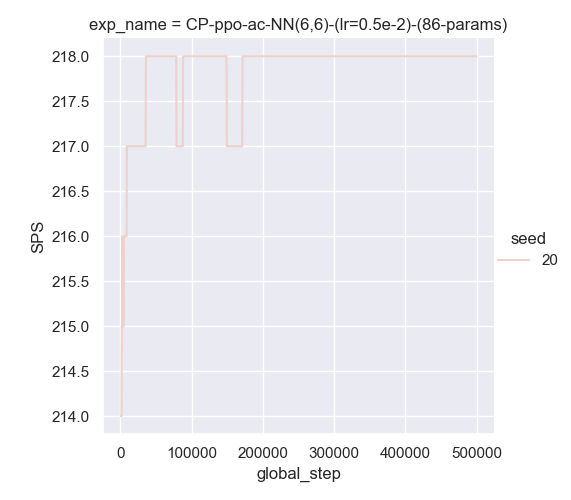 exp_name = CP-ppo-ac-NN(6,6)-(lr=0.5e-2)-(86-params)
218.0
217.5
217.0
216.5
216.0
215.5
215.0
214.5
214.0
SPS
0 100000 200000 300000 400000 500000
global_step
seed
20